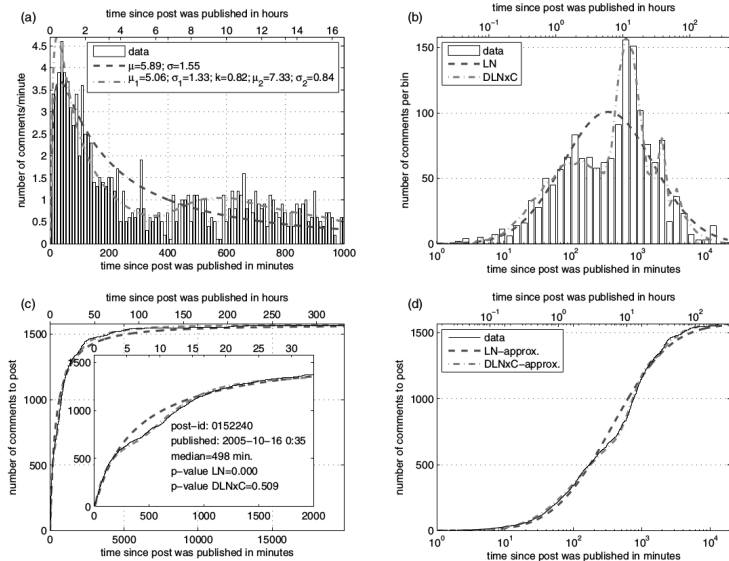 (a)
time since post was published in hours
0 2 4 6 8 10 12 14 16
number of comments/minute
4.5
4
3.5
3
2.5
2
1.5
1
0.5
0
data
μ=5.89; σ=1.55
μ1=5.06; σ1=1.33; k=0.82; μ2=7.33; σ2=0.84
0 200 400 600 800 1000
time since post was published in minutes
(b)
time since post was published in hours
10^-1 10^0 10^1 10^2
number of comments per bin
150
100
50
0
data
LN
DLNxC
10^0 10^1 10^2 10^3 10^4
time since post was published in minutes
(c)
time since post was published in hours
0 50 100 150 200 250 300
number of comments to post
1500
1000
500
0
0 5 10 15 20 25 30
1500
1000
500
0
post-id: 0152240
published: 2005-10-16 0:35
median=498 min.
p-value LN=0.000
p-value DLNxC=0.509
0 500 1000 1500 2000
0 5000 10000 15000
time since post was published in minutes
(d)
time since post was published in hours
10^-1 10^0 10^1 10^2
number of comments to post
1500
1000
500
0
data
LN-approx.
DLNxC-approx.
10^0 10^1 10^2 10^3 10^4
time since post was published in minutes